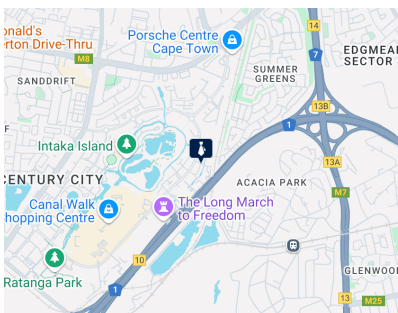 onald's
erton Drive-Thru
Porsche Centre
Cape Town
14
7
EDGMEAD
SECTOR
M8
SUMMER
GREENS
SANDDRIFT
13B
F
1
Intaka Island
13A
CENTURY CITY
ACACIA PARK
M7
Canal Walk
hopping Centre
The Long March
to Freedom
10
Ratanga Park
GLENWOO
1
13
M25